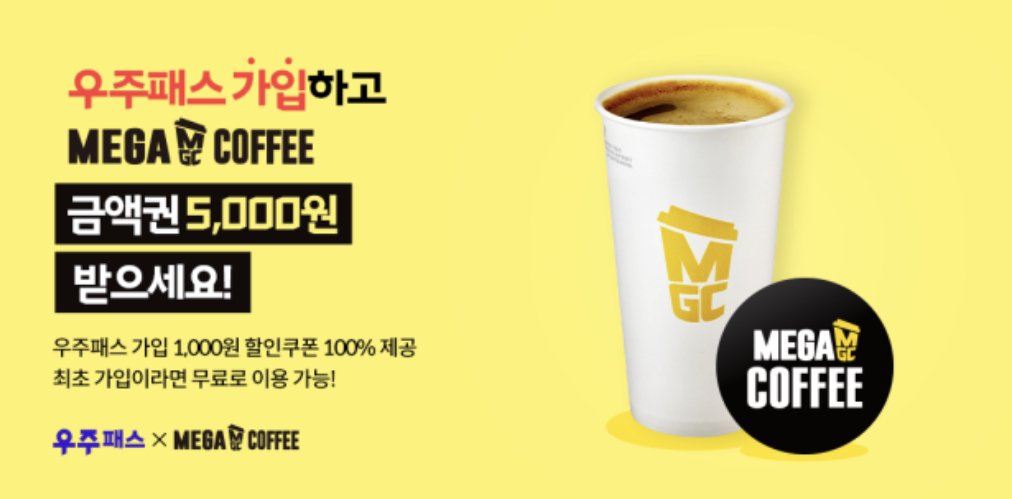 우주패스 가입하고
MEGA MGC COFFEE
금액권 5,000원
받으세요!
우주패스 가입 1,000원 할인쿠폰 100% 제공
최초 가입이라면 무료로 이용 가능!
우주패스 × MEGA MGC COFFEE
MGC
MEGA MGC
COFFEE